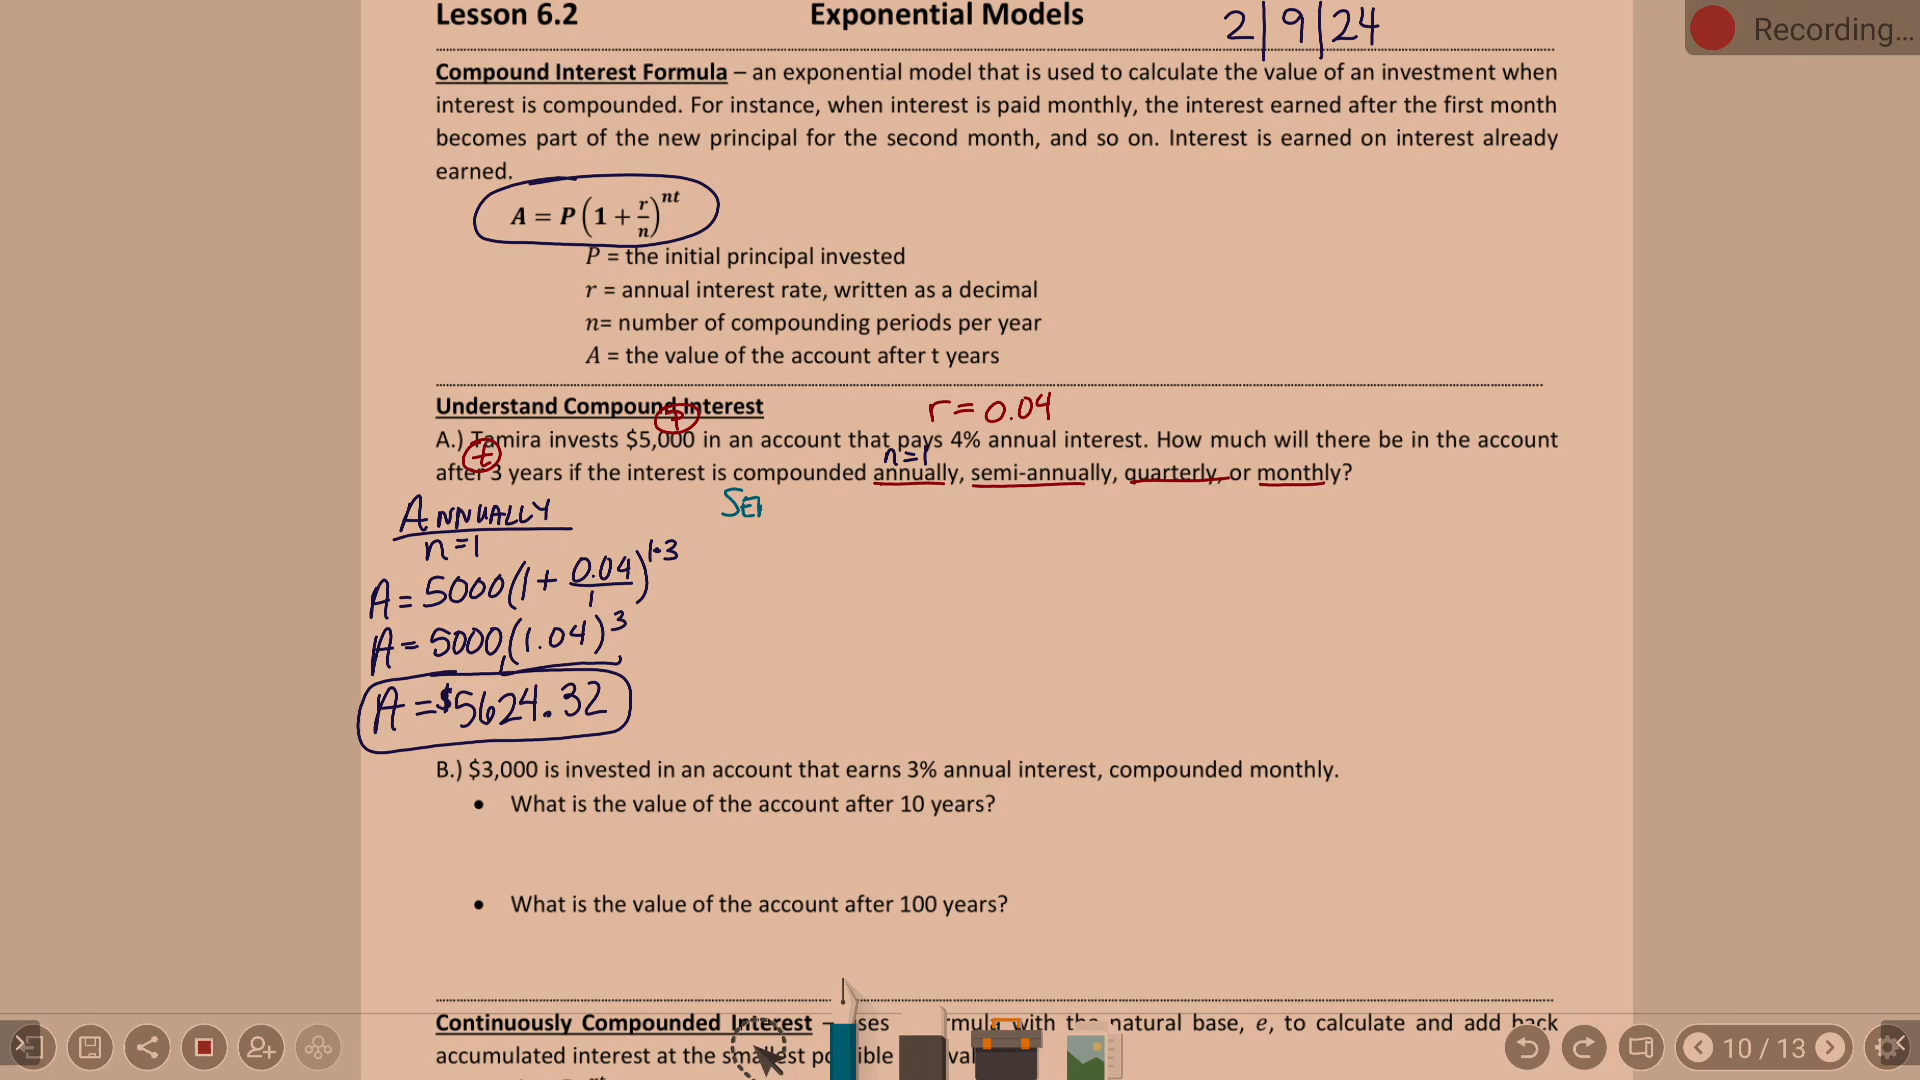 Lesson 6.2 Exponential Models 2|9|24
Recording...
Compound Interest Formula – an exponential model that is used to calculate the value of an investment when
interest is compounded. For instance, when interest is paid monthly, the interest earned after the first month
becomes part of the new principal for the second month, and so on. Interest is earned on interest already
earned.
A = P(1 + r/n)^nt
P = the initial principal invested
r = annual interest rate, written as a decimal
n= number of compounding periods per year
A = the value of the account after t years
Understand Compound Interest
P r = 0.04
A.) Tamira invests $5,000 in an account that pays 4% annual interest. How much will there be in the account
t n=1
after 3 years if the interest is compounded annually, semi-annually, quarterly, or monthly?
ANNUALLY SE
n=1
A = 5000(1 + 0.04/1)^1·3
A = 5000(1.04)^3
A = $5624.32
B.) $3,000 is invested in an account that earns 3% annual interest, compounded monthly.
• What is the value of the account after 10 years?
• What is the value of the account after 100 years?
Continuously Compounded Interest – with natural base, e, to calculate and add back
accumulated interest at the smallest
10 / 13